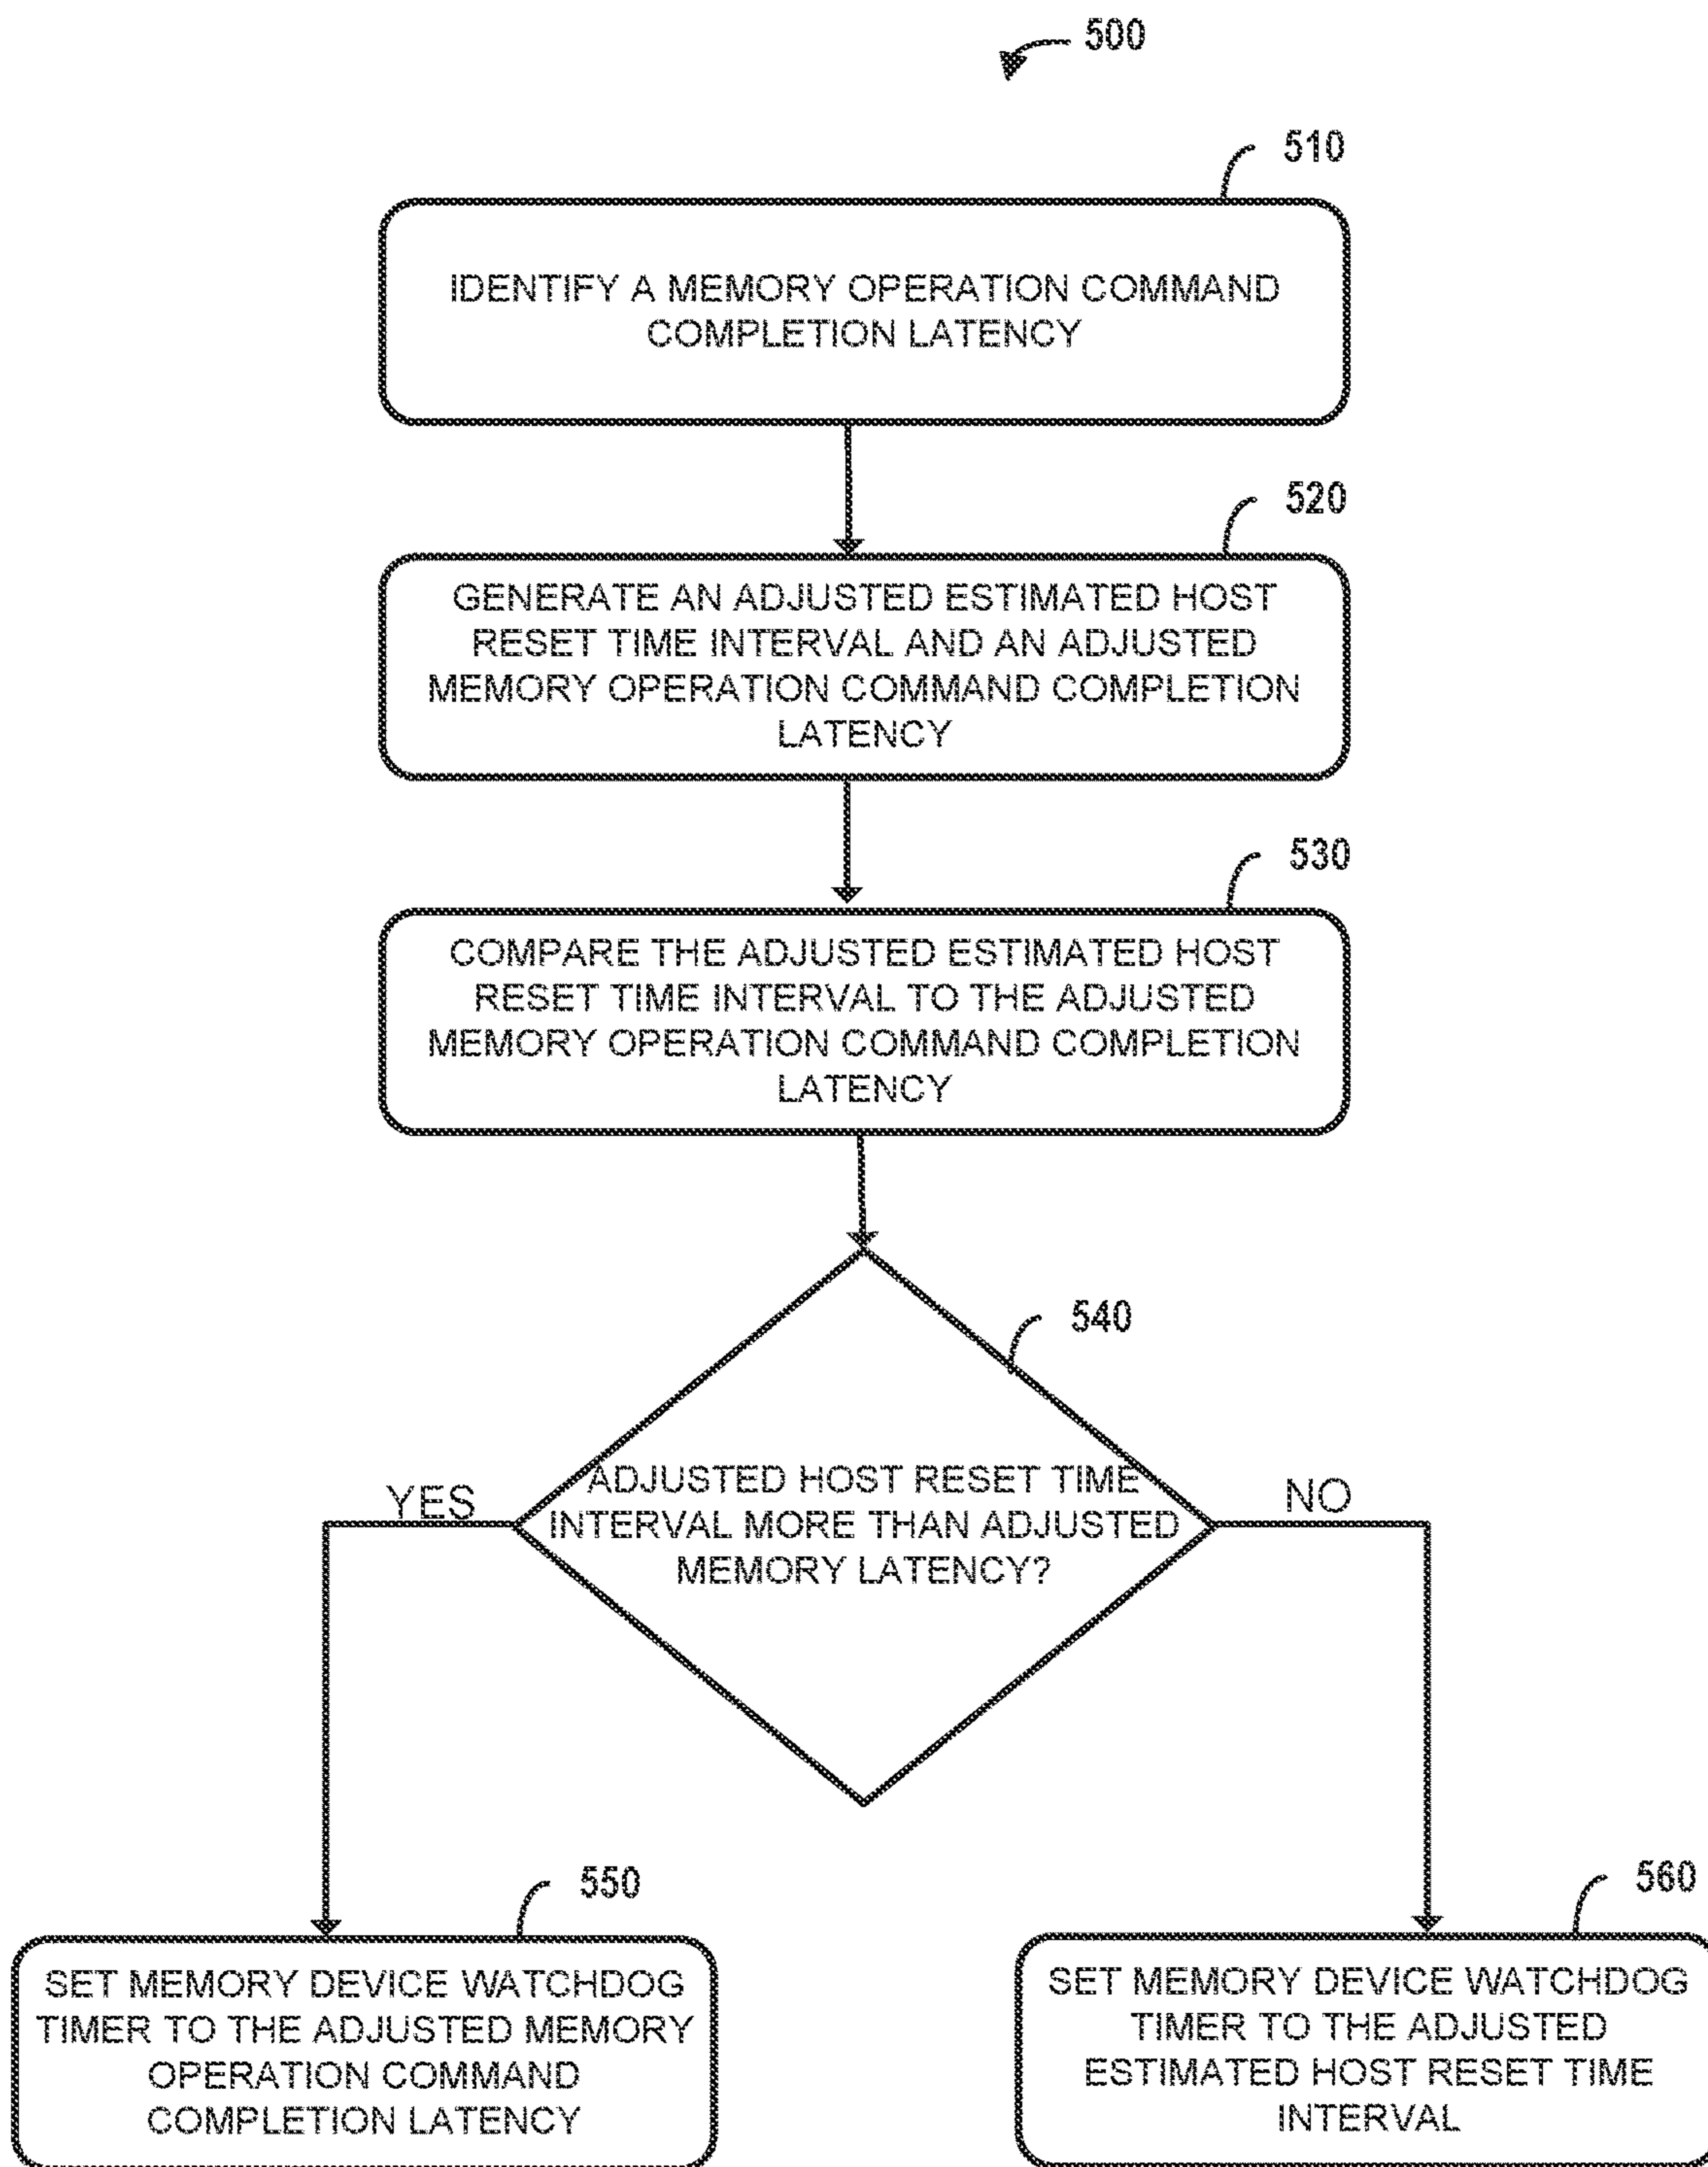 500
510
IDENTIFY A MEMORY OPERATION COMMAND
COMPLETION LATENCY
520
GENERATE AN ADJUSTED ESTIMATED HOST
RESET TIME INTERVAL AND AN ADJUSTED
MEMORY OPERATION COMMAND COMPLETION
LATENCY
530
COMPARE THE ADJUSTED ESTIMATED HOST
RESET TIME INTERVAL TO THE ADJUSTED
MEMORY OPERATION COMMAND COMPLETION
LATENCY
540
ADJUSTED HOST RESET TIME
INTERVAL MORE THAN ADJUSTED
MEMORY LATENCY?
YES
NO
550
SET MEMORY DEVICE WATCHDOG
TIMER TO THE ADJUSTED MEMORY
OPERATION COMMAND
COMPLETION LATENCY
560
SET MEMORY DEVICE WATCHDOG
TIMER TO THE ADJUSTED
ESTIMATED HOST RESET TIME
INTERVAL